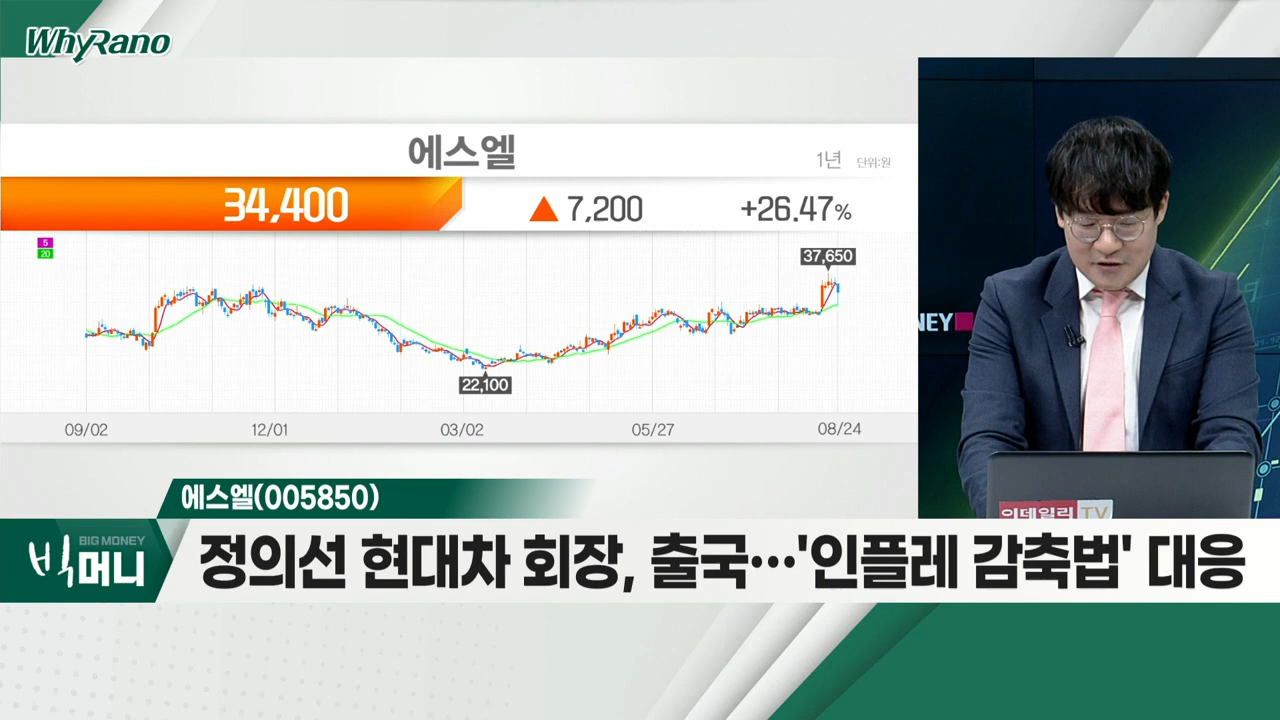 WhyRano
에스엘
1년 단위:원
34,400 ▲ 7,200 +26.47%
5
20
37,650
22,100
09/02 12/01 03/02 05/27 08/24
NEY
이데일리 TV
에스엘(005850)
BIG MONEY
빅머니
정의선 현대차 회장, 출국…'인플레 감축법' 대응